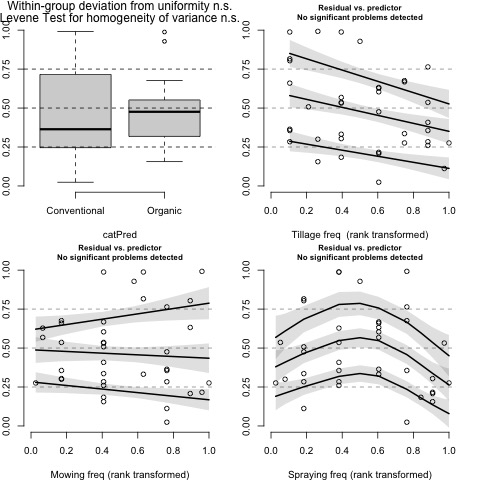 Within-group deviation from uniformity n.s.
Levene Test for homogeneity of variance n.s.
1.00
0.75
0.50
0.25
0.00
Conventional Organic
catPred
Residual vs. predictor
No significant problems detected
1.00
0.75
0.50
0.25
0.00
0.0 0.2 0.4 0.6 0.8 1.0
Tillage freq (rank transformed)
Residual vs. predictor
No significant problems detected
1.00
0.75
0.50
0.25
0.00
0.0 0.2 0.4 0.6 0.8 1.0
Mowing freq (rank transformed)
Residual vs. predictor
No significant problems detected
1.00
0.75
0.50
0.25
0.00
0.0 0.2 0.4 0.6 0.8 1.0
Spraying freq (rank transformed)